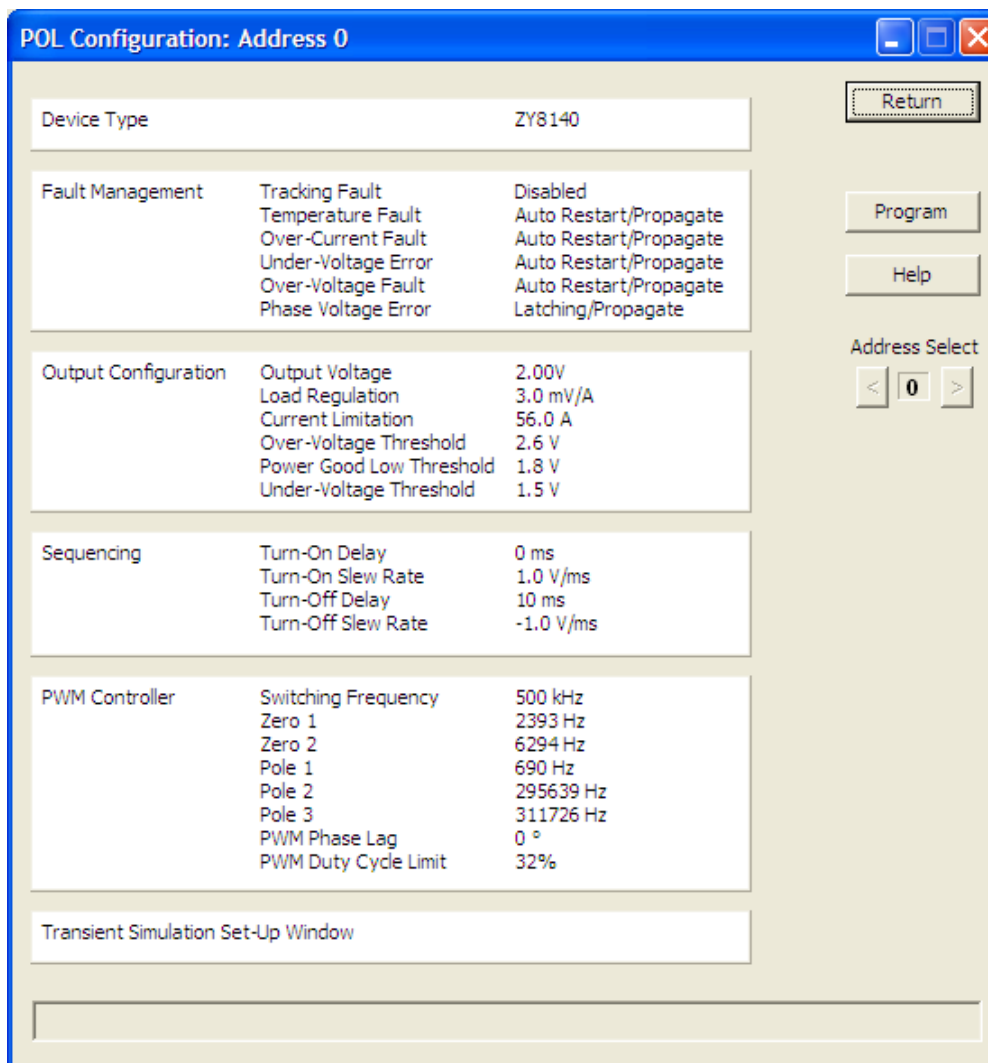 POL Configuration: Address 0
Return
Device Type ZY8140
Fault Management Tracking Fault Disabled
Temperature Fault Auto Restart/Propagate
Program
Over-Current Fault Auto Restart/Propagate
Under-Voltage Error Auto Restart/Propagate
Help
Over-Voltage Fault Auto Restart/Propagate
Phase Voltage Error Latching/Propagate
Address Select
< 0 >
Output Configuration Output Voltage 2.00V
Load Regulation 3.0 mV/A
Current Limitation 56.0 A
Over-Voltage Threshold 2.6 V
Power Good Low Threshold 1.8 V
Under-Voltage Threshold 1.5 V
Sequencing Turn-On Delay 0 ms
Turn-On Slew Rate 1.0 V/ms
Turn-Off Delay 10 ms
Turn-Off Slew Rate -1.0 V/ms
PWM Controller Switching Frequency 500 kHz
Zero 1 2393 Hz
Zero 2 6294 Hz
Pole 1 690 Hz
Pole 2 295639 Hz
Pole 3 311726 Hz
PWM Phase Lag 0 °
PWM Duty Cycle Limit 32%
Transient Simulation Set-Up Window